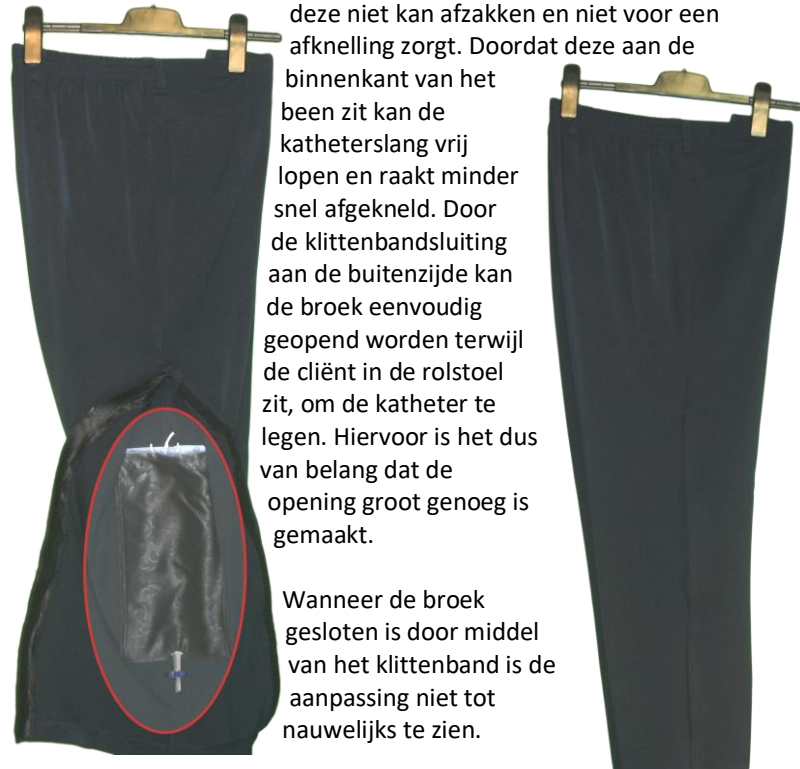 deze niet kan afzakken en niet voor een
afknelling zorgt. Doordat deze aan de
binnenkant van het
been zit kan de
katheterslang vrij
lopen en raakt minder
snel afgekneld. Door
de klittenbandsluiting
aan de buitenzijde kan
de broek eenvoudig
geopend worden terwijl
de cliënt in de rolstoel
zit, om de katheter te
legen. Hiervoor is het dus
van belang dat de
opening groot genoeg is
gemaakt.
Wanneer de broek
gesloten is door middel
van het klittenband is de
aanpassing niet tot
nauwelijks te zien.